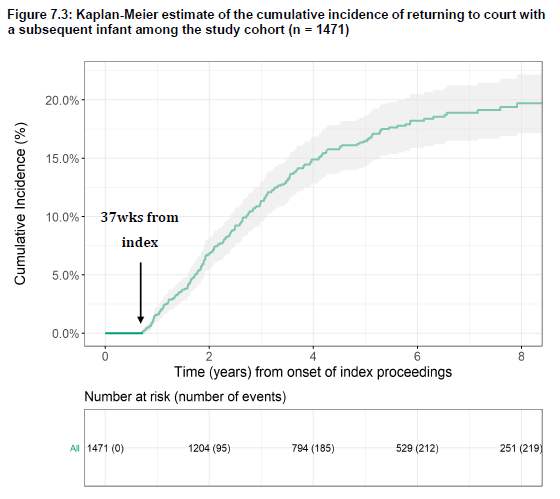 Figure 7.3: Kaplan-Meier estimate of the cumulative incidence of returning to court with
a subsequent infant among the study cohort (n = 1471)
20.0%
15.0%
10.0%
5.0%
0.0%
Cumulative Incidence (%)
37wks from
index
0 2 4 6 8
Time (years) from onset of index proceedings
Number at risk (number of events)
All 1471 (0) 1204 (95) 794 (185) 529 (212) 251 (219)